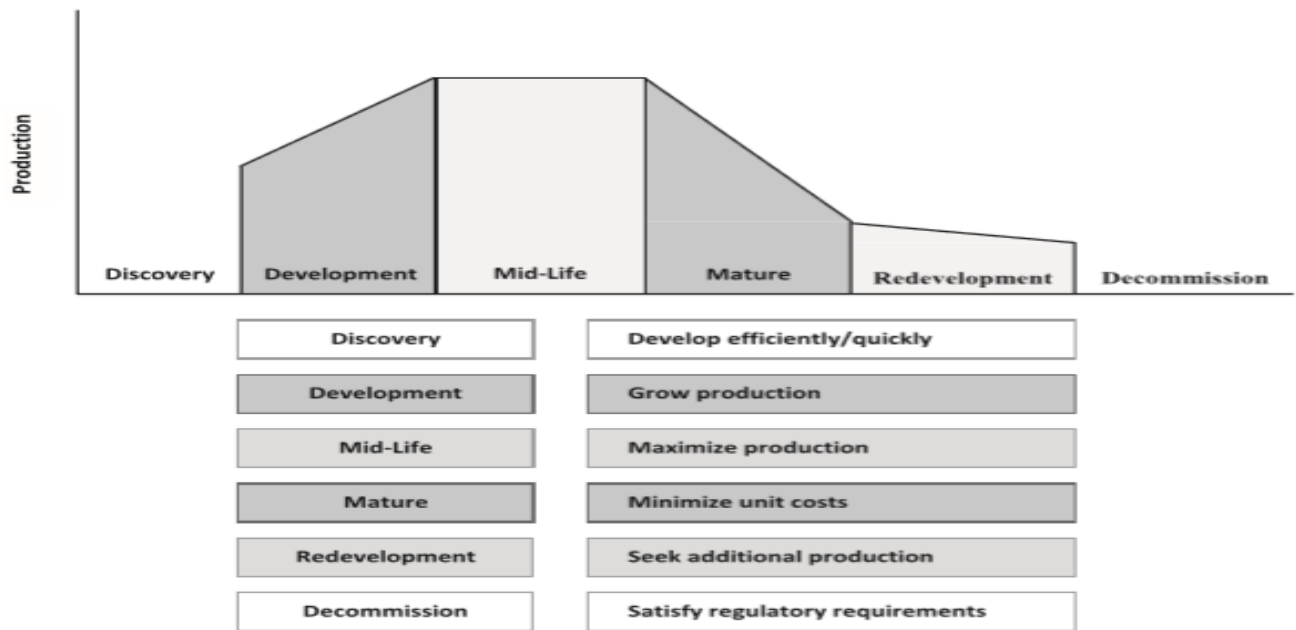 Production
Discovery
Development
Mid-Life
Mature
Redevelopment
Decommission
Discovery
Develop efficiently/quickly
Development
Grow production
Mid-Life
Maximize production
Mature
Minimize unit costs
Redevelopment
Seek additional production
Decommission
Satisfy regulatory requirements